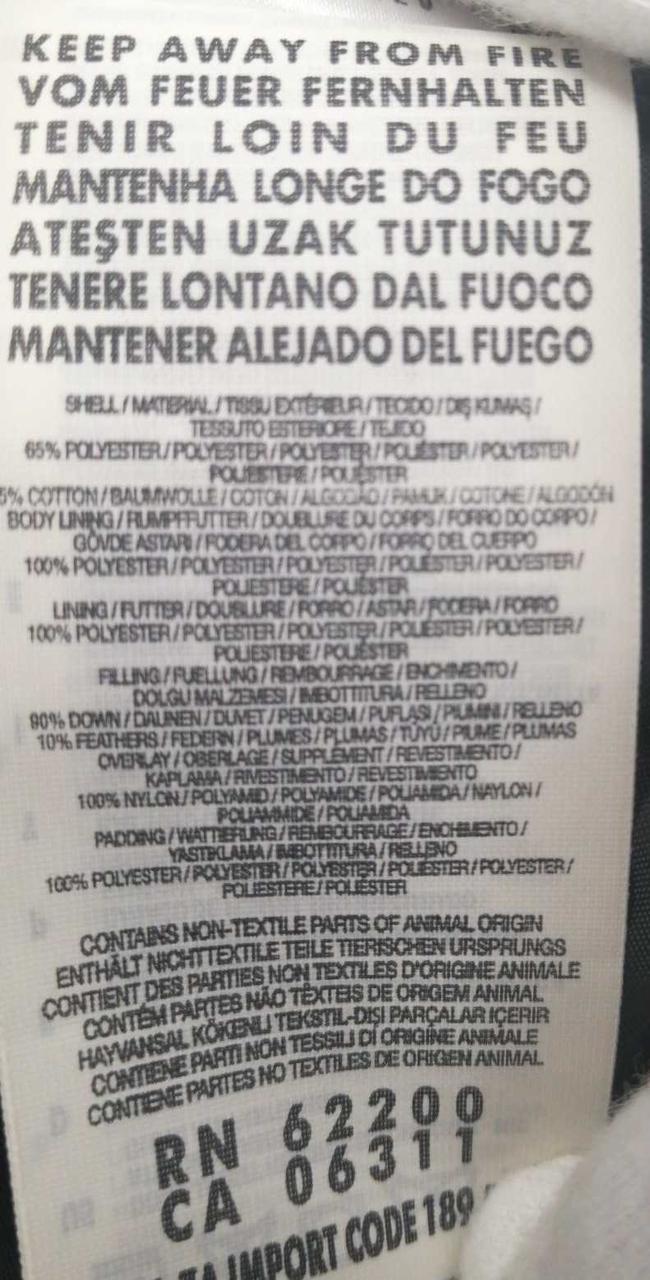 KEEP AWAY FROM FIRE
VOM FEUER FERNHALTEN
TENIR LOIN DU FEU
MANTENHA LONGE DO FOGO
ATEŞTEN UZAK TUTUNUZ
TENERE LONTANO DAL FUOCO
MANTENER ALEJADO DEL FUEGO
SHELL / MATERIAL / TISSU EXTÉRIEUR / TECIDO / DIŞ KUMAŞ /
TESSUTO ESTERIORE / TEJIDO
65% POLYESTER / POLYESTER / POLYESTER / POLIÉSTER / POLYESTER /
POLIESTERE / POLIÉSTER
5% COTTON / BAUMWOLLE / COTON / ALGODÃO / PAMUK / COTONE / ALGODÓN
BODY LINING / RUMPFFUTTER / DOUBLURE DU CORPS / FORRO DO CORPO /
GÖVDE ASTARI / FODERA DEL CORPO / FORRO DEL CUERPO
100% POLYESTER / POLYESTER / POLYESTER / POLIÉSTER / POLYESTER /
POLIESTERE / POLIÉSTER
LINING / FUTTER / DOUBLURE / FORRO / ASTAR / FODERA / FORRO
100% POLYESTER / POLYESTER / POLYESTER / POLIÉSTER / POLYESTER /
POLIESTERE / POLIÉSTER
FILLING / FUELLUNG / REMBOURRAGE / ENCHIMENTO /
DOLGU MALZEMESI / IMBOTTITURA / RELLENO
90% DOWN / DAUNEN / DUVET / PENUGEM / PUFLASI / PIUMINI / RELLENO
10% FEATHERS / FEDERN / PLUMES / PLUMAS / TÜYÜ / PIUME / PLUMAS
OVERLAY / OBERLAGE / SUPPLÉMENT / REVESTIMENTO /
KAPLAMA / RIVESTIMENTO / REVESTIMENTO
100% NYLON / POLYAMID / POLYAMIDE / POLIAMIDA / NAYLON /
POLIAMMIDE / POLIAMIDA
PADDING / WATTIERUNG / REMBOURRAGE / ENCHIMENTO /
YASTIKLAMA / IMBOTTITURA / RELLENO
100% POLYESTER / POLYESTER / POLYESTER / POLIÉSTER / POLYESTER /
POLIESTERE / POLIÉSTER
CONTAINS NON-TEXTILE PARTS OF ANIMAL ORIGIN
ENTHÄLT NICHTTEXTILE TEILE TIERISCHEN URSPRUNGS
CONTIENT DES PARTIES NON TEXTILES D'ORIGINE ANIMALE
CONTÉM PARTES NÃO TÊXTEIS DE ORIGEM ANIMAL
HAYVANSAL KÖKENLI TEKSTIL-DIŞI PARÇALAR IÇERIR
CONTIENE PARTI NON TESSILI DI ORIGINE ANIMALE
CONTIENE PARTES NO TEXTILES DE ORIGEN ANIMAL
RN 62200
CA 06311
IMPORT CODE 189